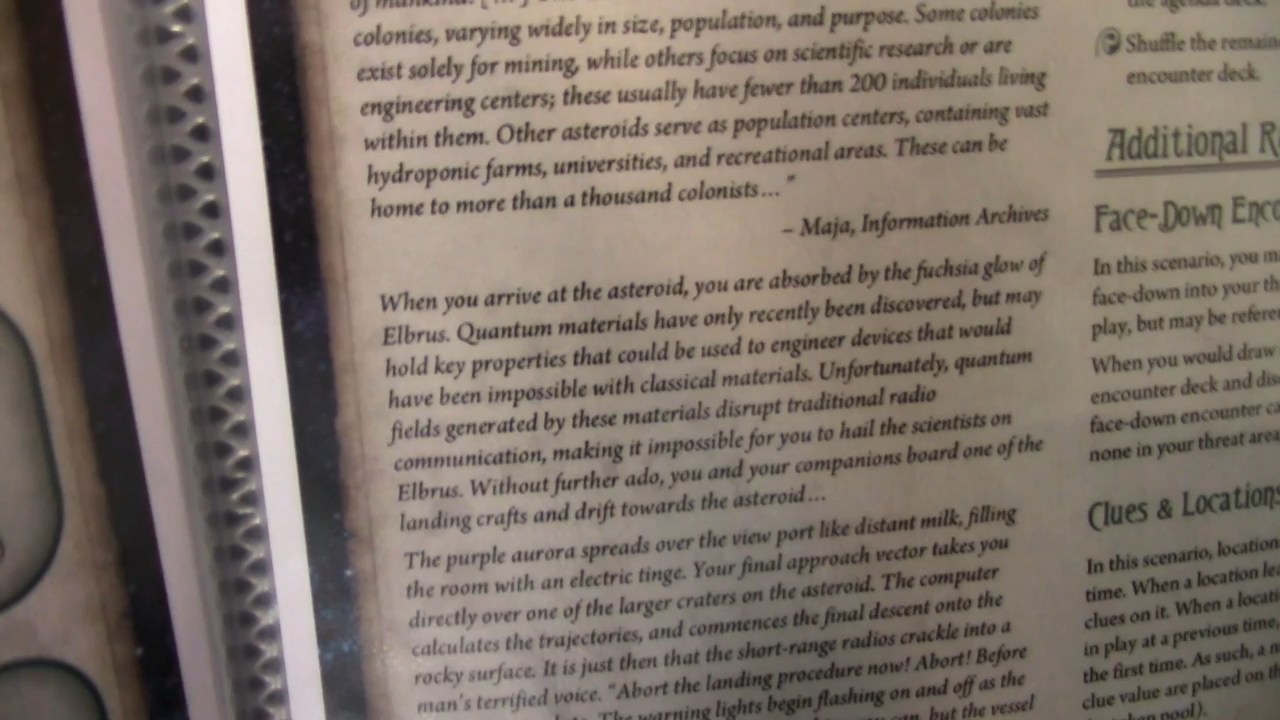 of mankind.
colonies, varying widely in size, population, and purpose. Some colonies
exist solely for mining, while others focus on scientific research or are
engineering centers; these usually have fewer than 200 individuals living
within them. Other asteroids serve as population centers, containing vast
hydroponic farms, universities, and recreational areas. These can be
home to more than a thousand colonists..."
– Maja, Information Archives
When you arrive at the asteroid, you are absorbed by the fuchsia glow of
Elbrus. Quantum materials have only recently been discovered, but may
hold key properties that could be used to engineer devices that would
have been impossible with classical materials. Unfortunately, quantum
fields generated by these materials disrupt traditional radio
communication, making it impossible for you to hail the scientists on
Elbrus. Without further ado, you and your companions board one of the
landing crafts and drift towards the asteroid...
The purple aurora spreads over the view port like distant milk, filling
the room with an electric tinge. Your final approach vector takes you
directly over one of the larger craters on the asteroid. The computer
calculates the trajectories, and commences the final descent onto the
rocky surface. It is just then that the short-range radios crackle into a
man's terrified voice. "Abort the landing procedure now! Abort! Before
The warning lights begin flashing on and off as the
but the vessel
the agenda deck.
Shuffle the remain
encounter deck.
Additional R
Face-Down Enco
In this scenario, you m
face-down into your th
play, but may be refere
When you would draw
encounter deck and dis
face-down encounter ca
none in your threat area
Clues & Locations
In this scenario, location
time. When a location lea
clues on it. When a locati
in play at a previous time,
the first time. As such, a n
clue value are placed on th
pool).